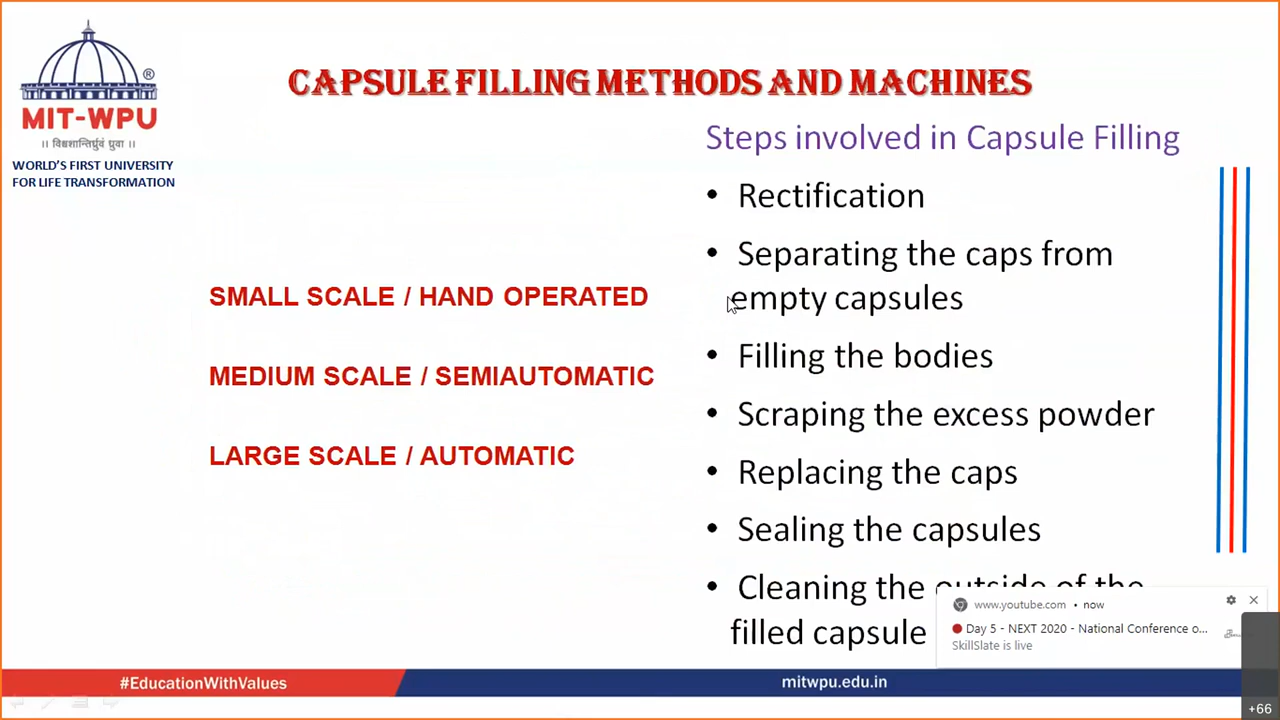 CAPSULE FILLING METHODS AND MACHINES
®
MIT-WPU
।। विश्वशान्तिर्ध्रुवं ध्रुवा ।।
WORLD'S FIRST UNIVERSITY
FOR LIFE TRANSFORMATION
SMALL SCALE / HAND OPERATED
MEDIUM SCALE / SEMIAUTOMATIC
LARGE SCALE / AUTOMATIC
Steps involved in Capsule Filling
• Rectification
• Separating the caps from
empty capsules
• Filling the bodies
• Scraping the excess powder
• Replacing the caps
• Sealing the capsules
• Cleaning the outside of the
filled capsule
www.youtube.com • now
Day 5 - NEXT 2020 - National Conference o...
SkillSlate is live
#EducationWithValues
mitwpu.edu.in
+66